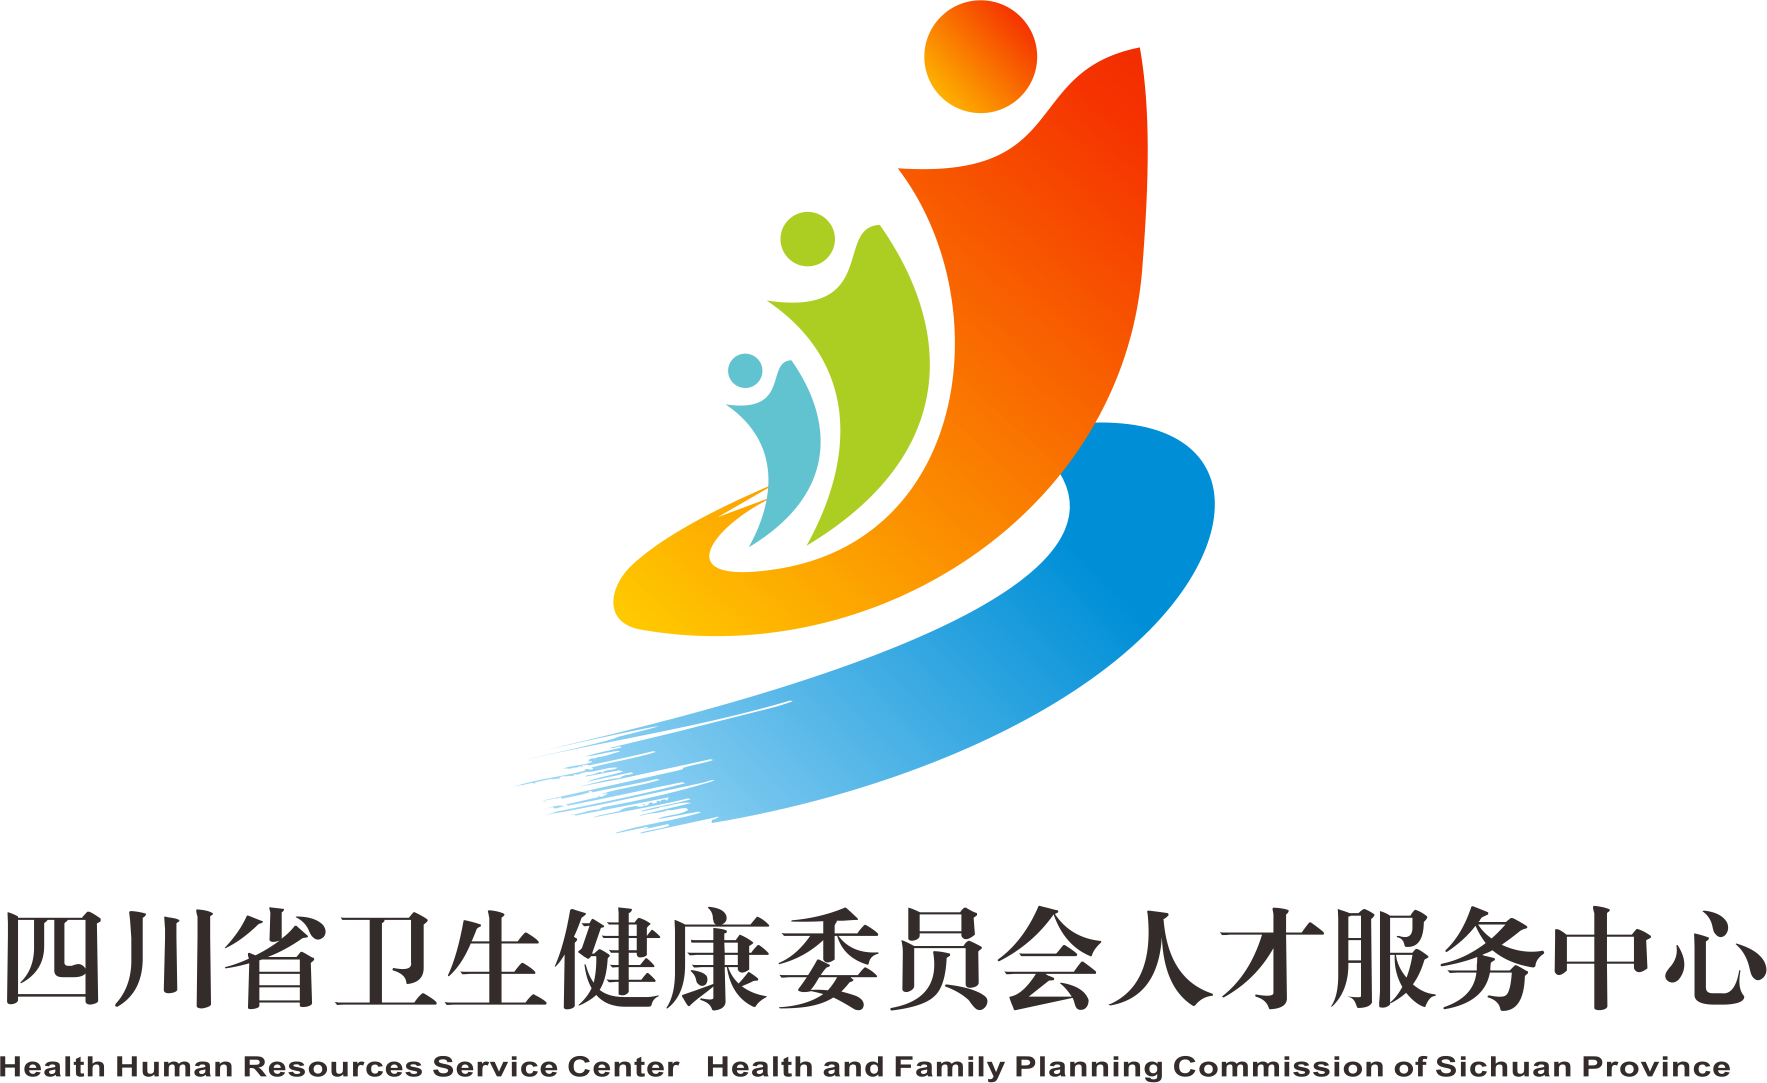 四川省卫生健康委员会人才服务中心
Health Human Resources Service Center Health and Family Planning Commission of Sichuan Province